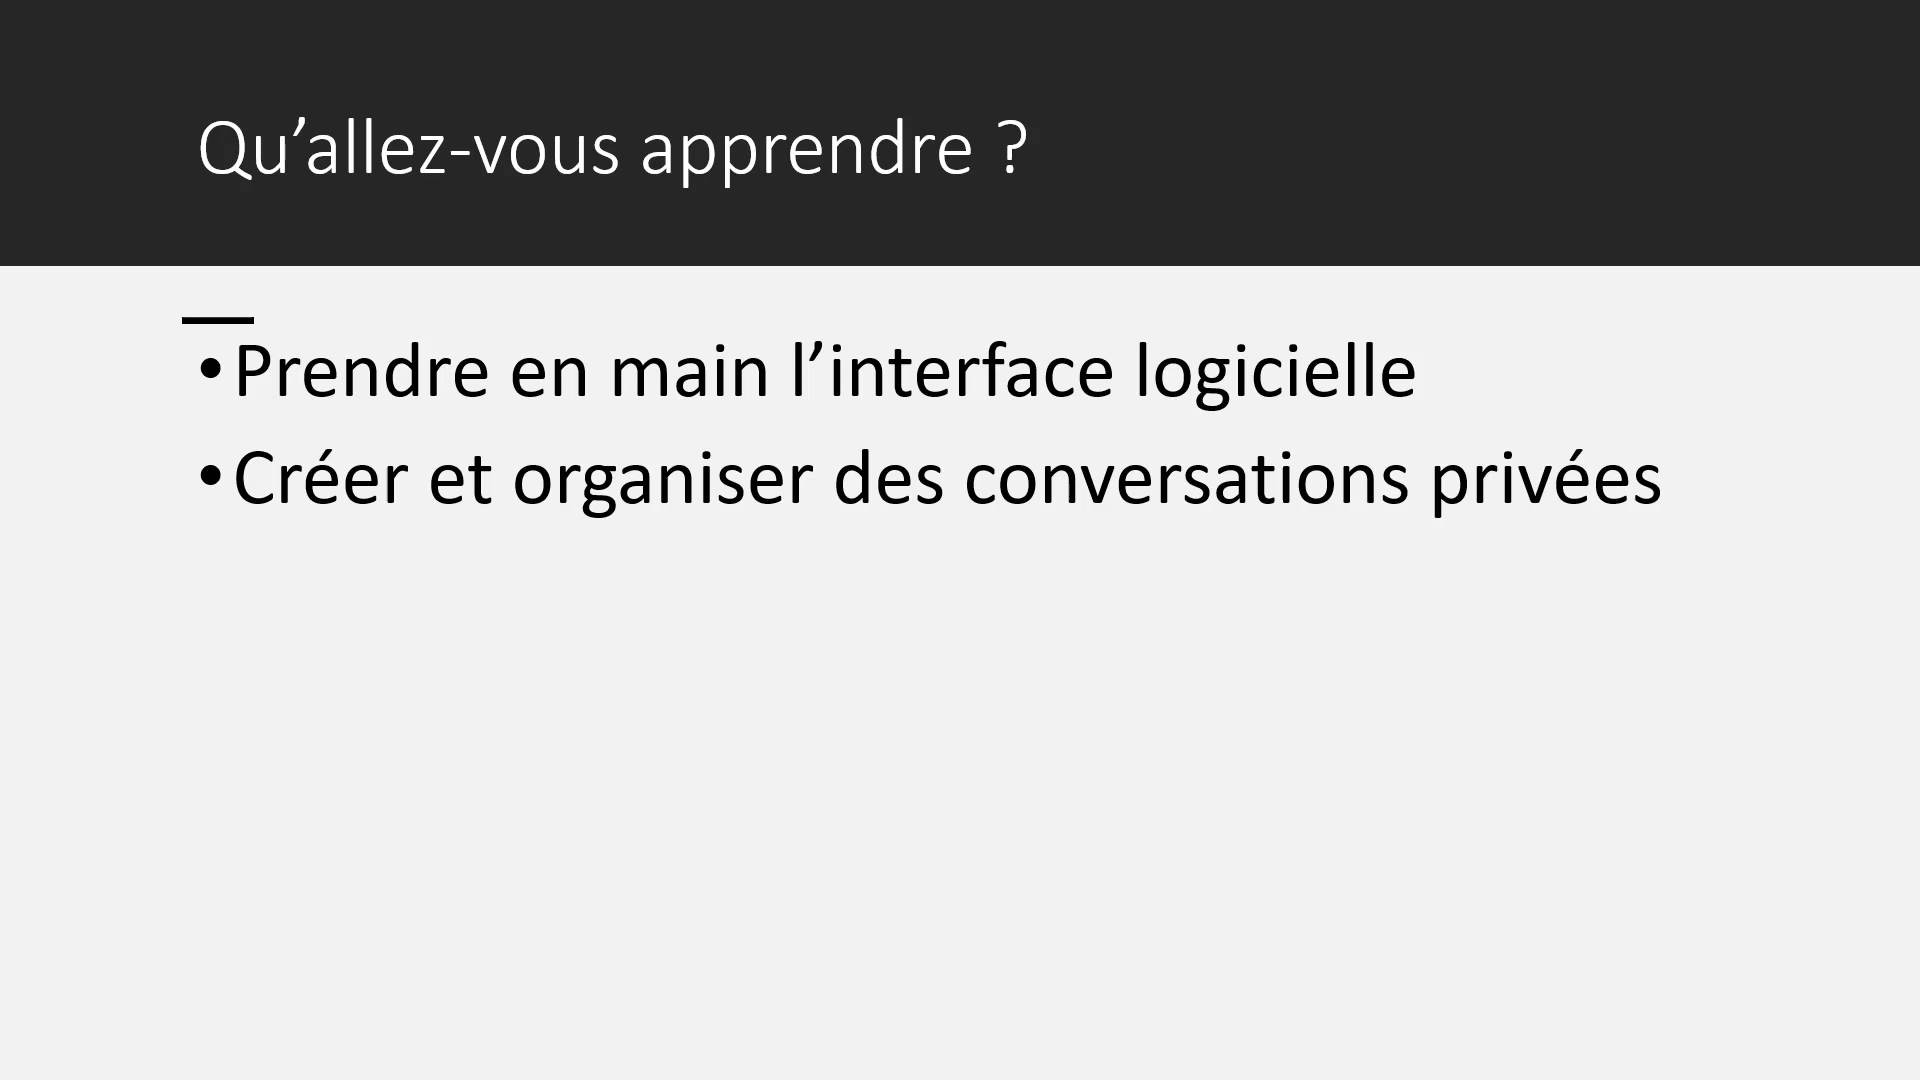 Qu’allez-vous apprendre ?
• Prendre en main l’interface logicielle
• Créer et organiser des conversations privées